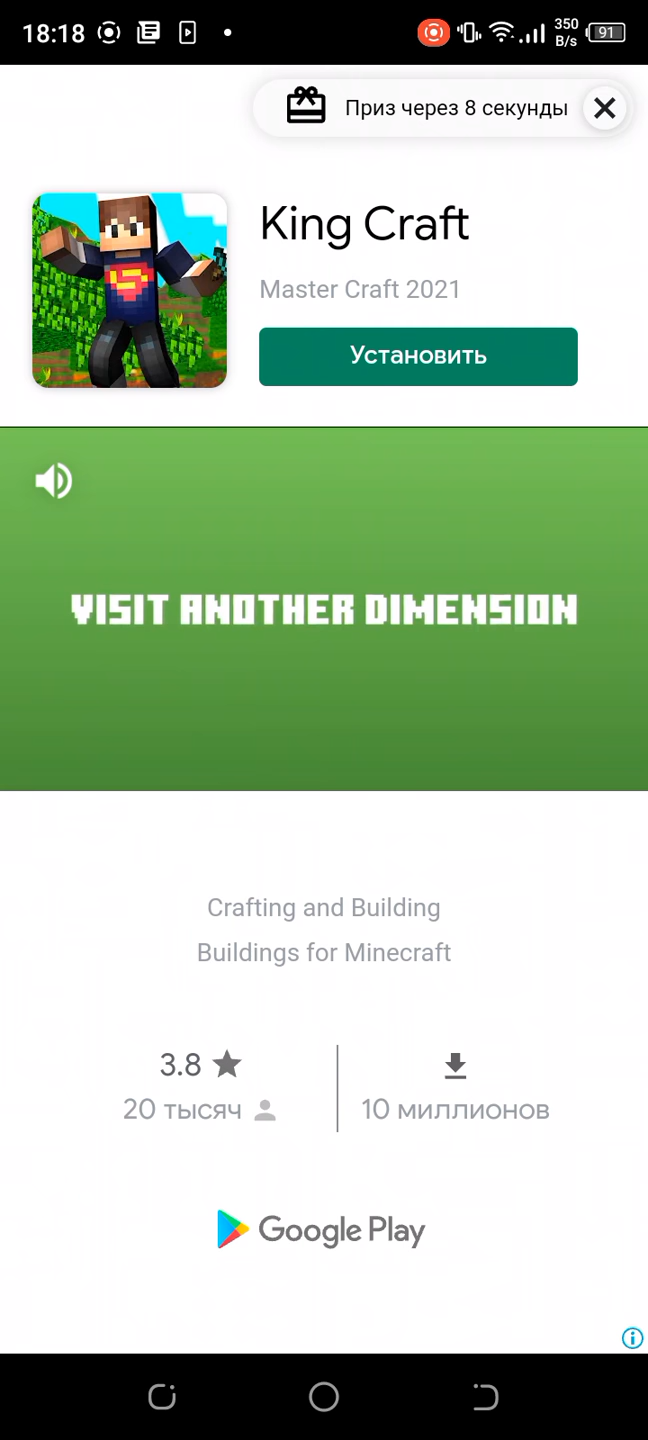 18:18
350
B/s
91
Приз через 8 секунды
King Craft
Master Craft 2021
Установить
VISIT ANOTHER DIMENSION
Crafting and Building
Buildings for Minecraft
3.8
20 тысяч
10 миллионов
Google Play